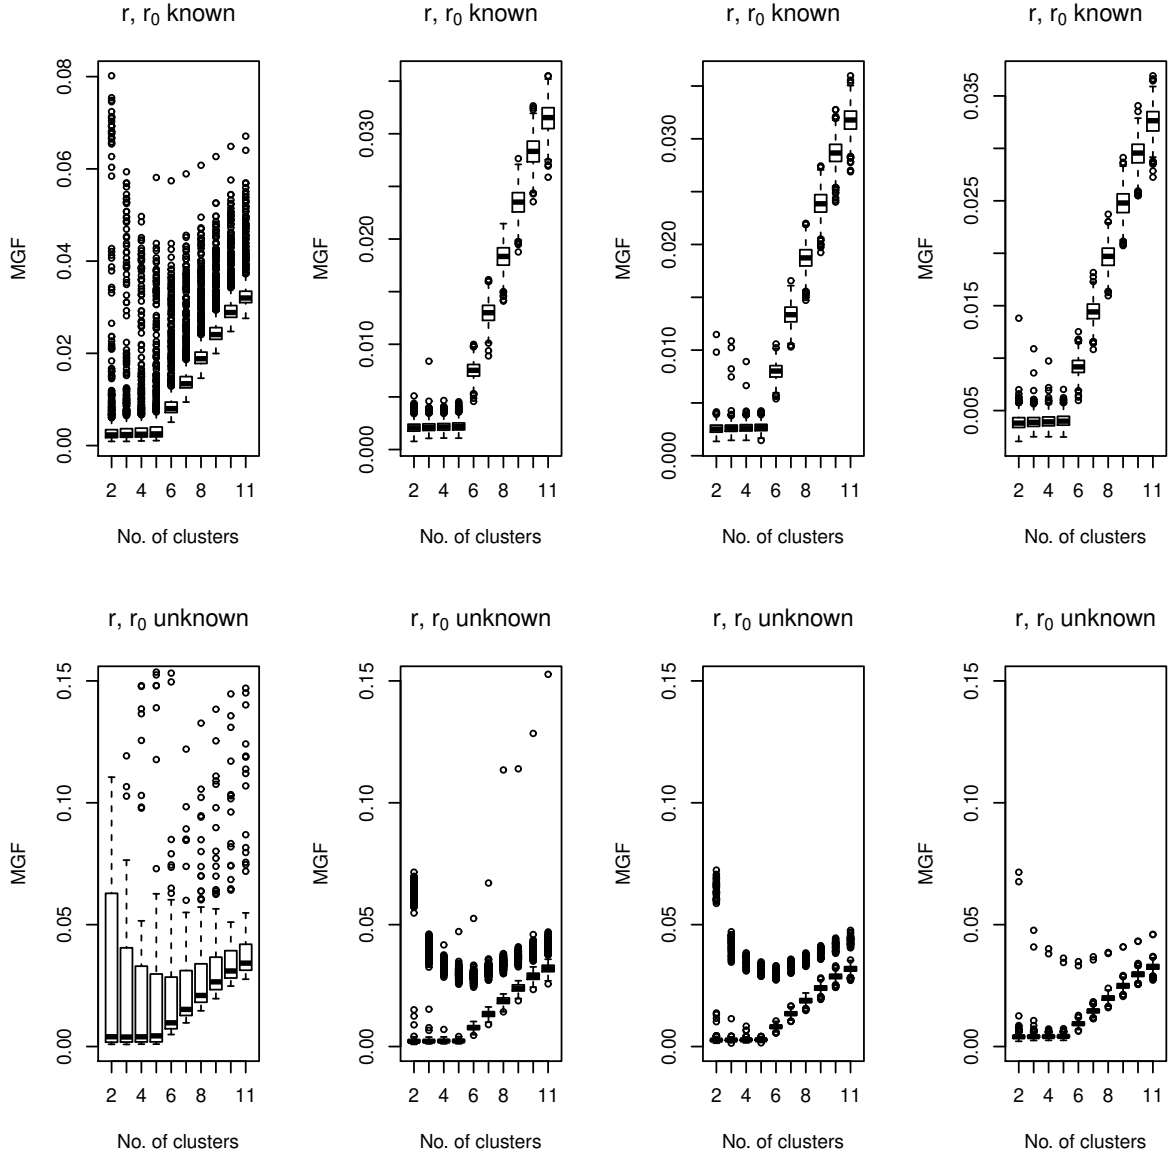 r, r0 known
r, r0 known
r, r0 known
r, r0 known
MGF
0.00 0.02 0.04 0.06 0.08
2 4 6 8 11
No. of clusters
MGF
0.000 0.010 0.020 0.030
2 4 6 8 11
No. of clusters
MGF
0.000 0.010 0.020 0.030
2 4 6 8 11
No. of clusters
MGF
0.005 0.015 0.025 0.035
2 4 6 8 11
No. of clusters
r, r0 unknown
r, r0 unknown
r, r0 unknown
r, r0 unknown
MGF
0.00 0.05 0.10 0.15
2 4 6 8 11
No. of clusters
MGF
0.00 0.05 0.10 0.15
2 4 6 8 11
No. of clusters
MGF
0.00 0.05 0.10 0.15
2 4 6 8 11
No. of clusters
MGF
0.00 0.05 0.10 0.15
2 4 6 8 11
No. of clusters